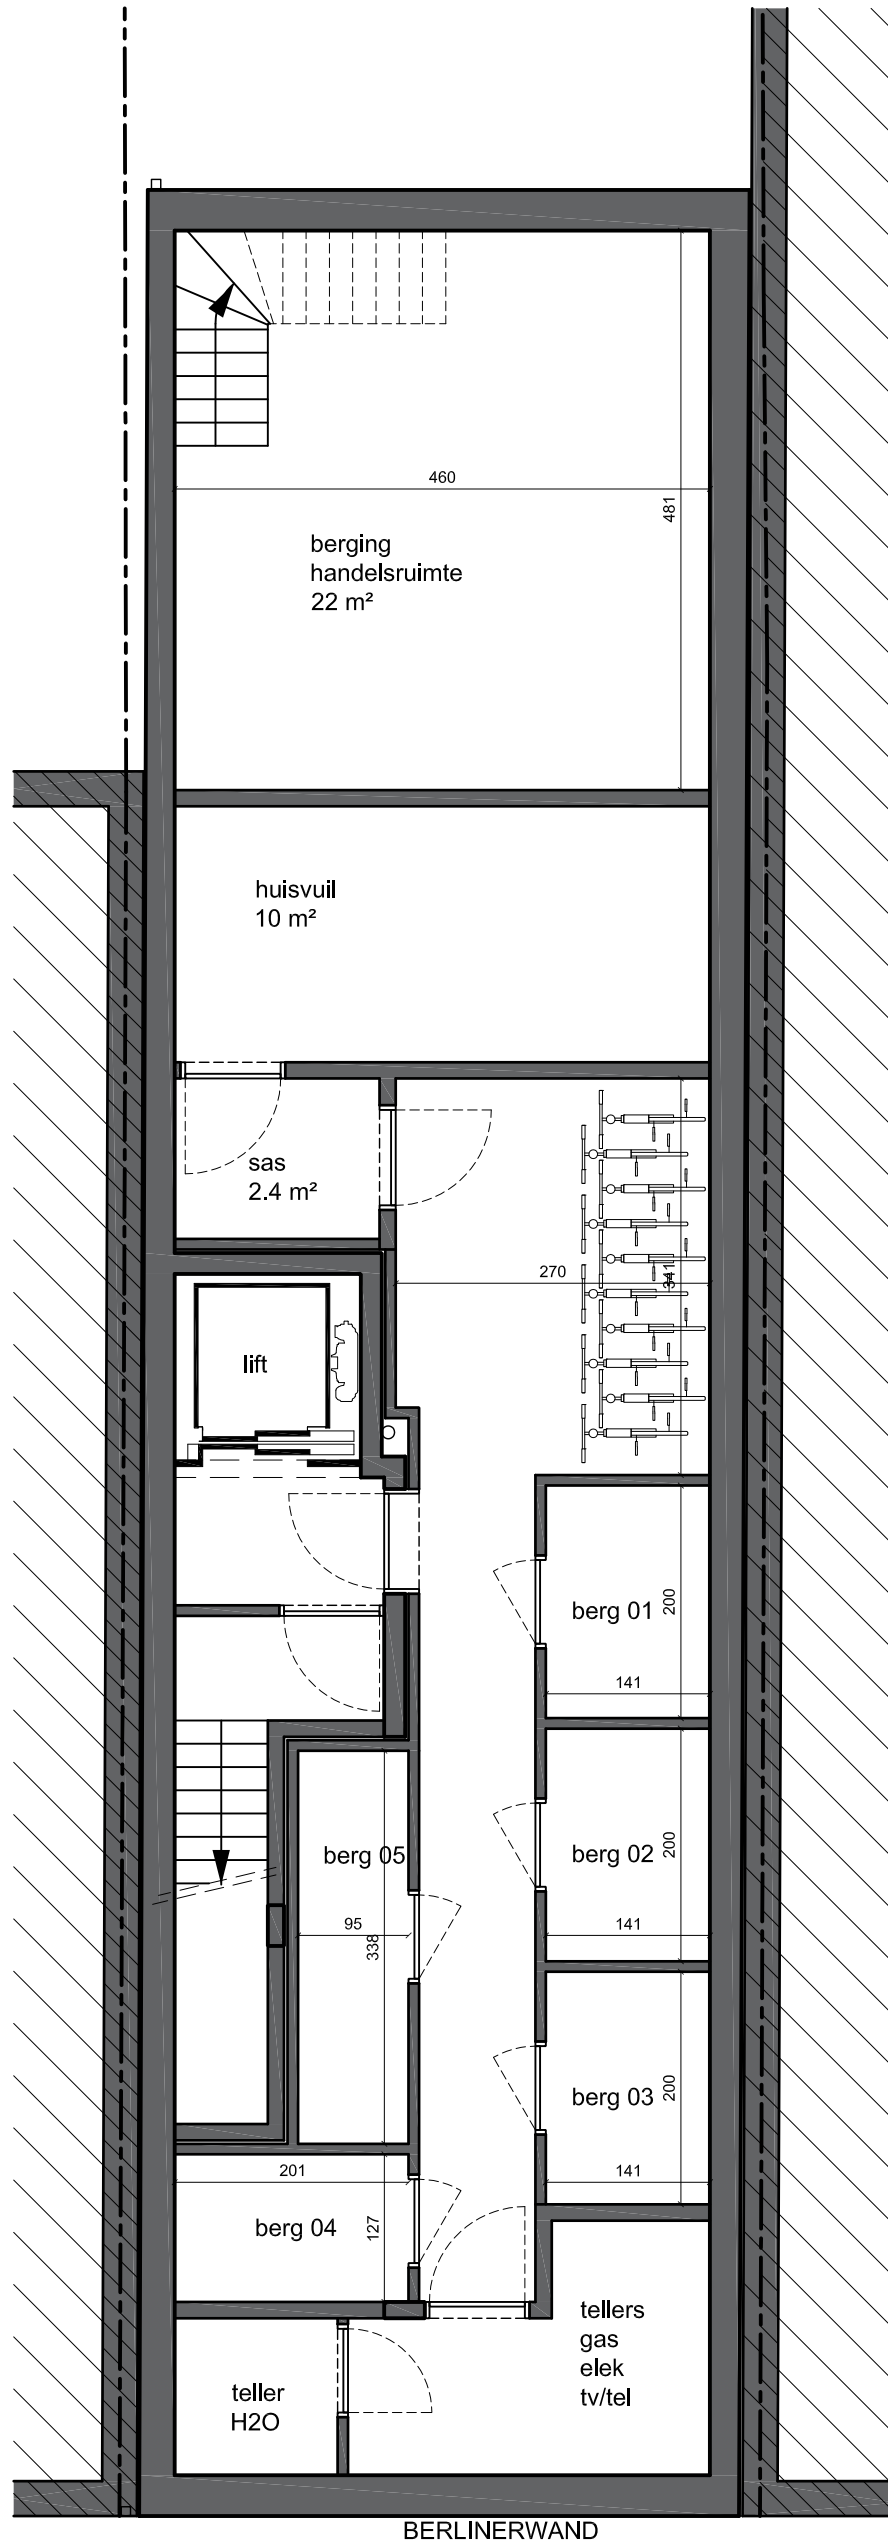 460
481
berging
handelsruimte
22 m²
huisvuil
10 m²
sas
2.4 m²
270
341
lift
berg 01
200
141
berg 02
200
141
berg 05
95
338
berg 03
200
141
201
berg 04
127
tellers
gas
elek
tv/tel
teller
H2O
BERLINERWAND